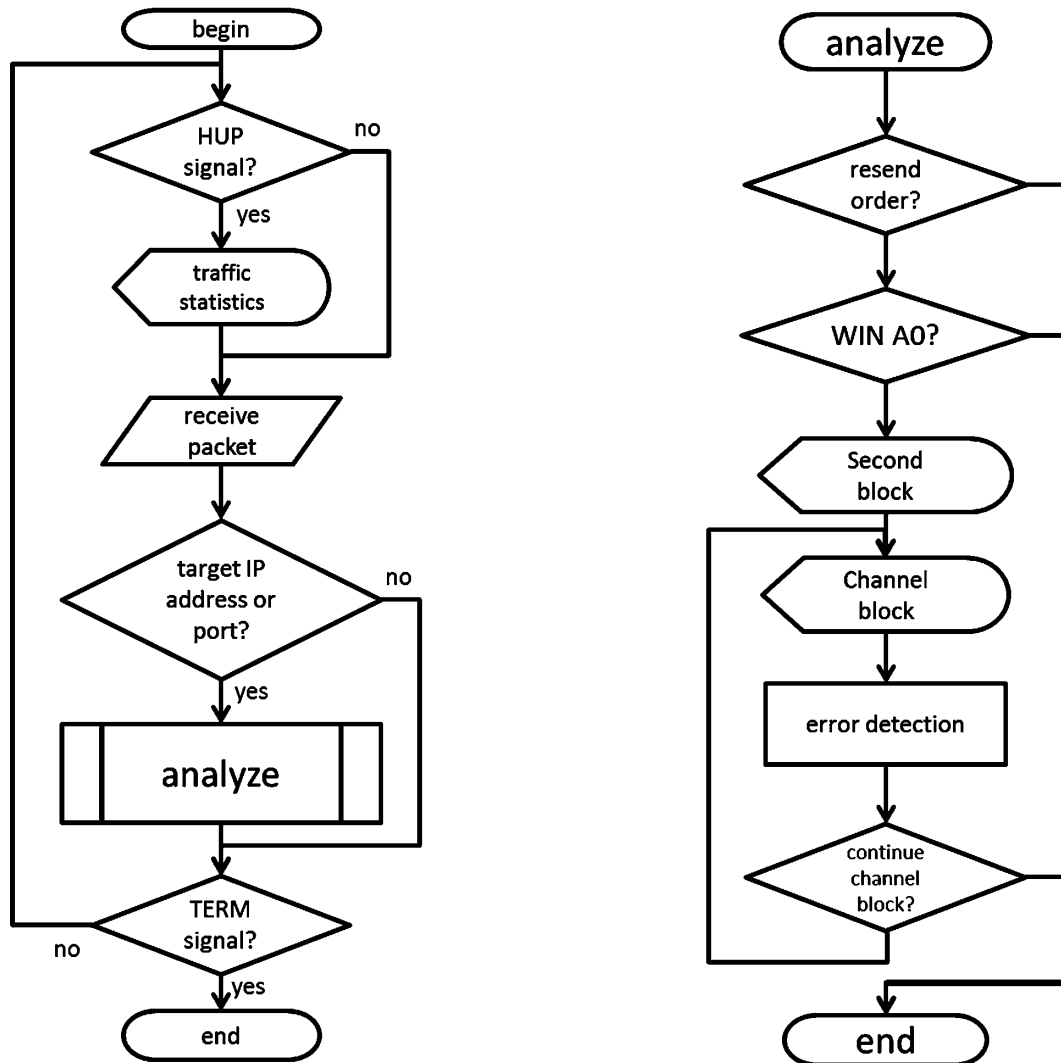 begin
HUP
signal?
no
yes
traffic
statistics
receive
packet
target IP
address or
port?
no
yes
analyze
TERM
signal?
no
yes
end
analyze
resend
order?
WIN A0?
Second
block
Channel
block
error detection
continue
channel
block?
end